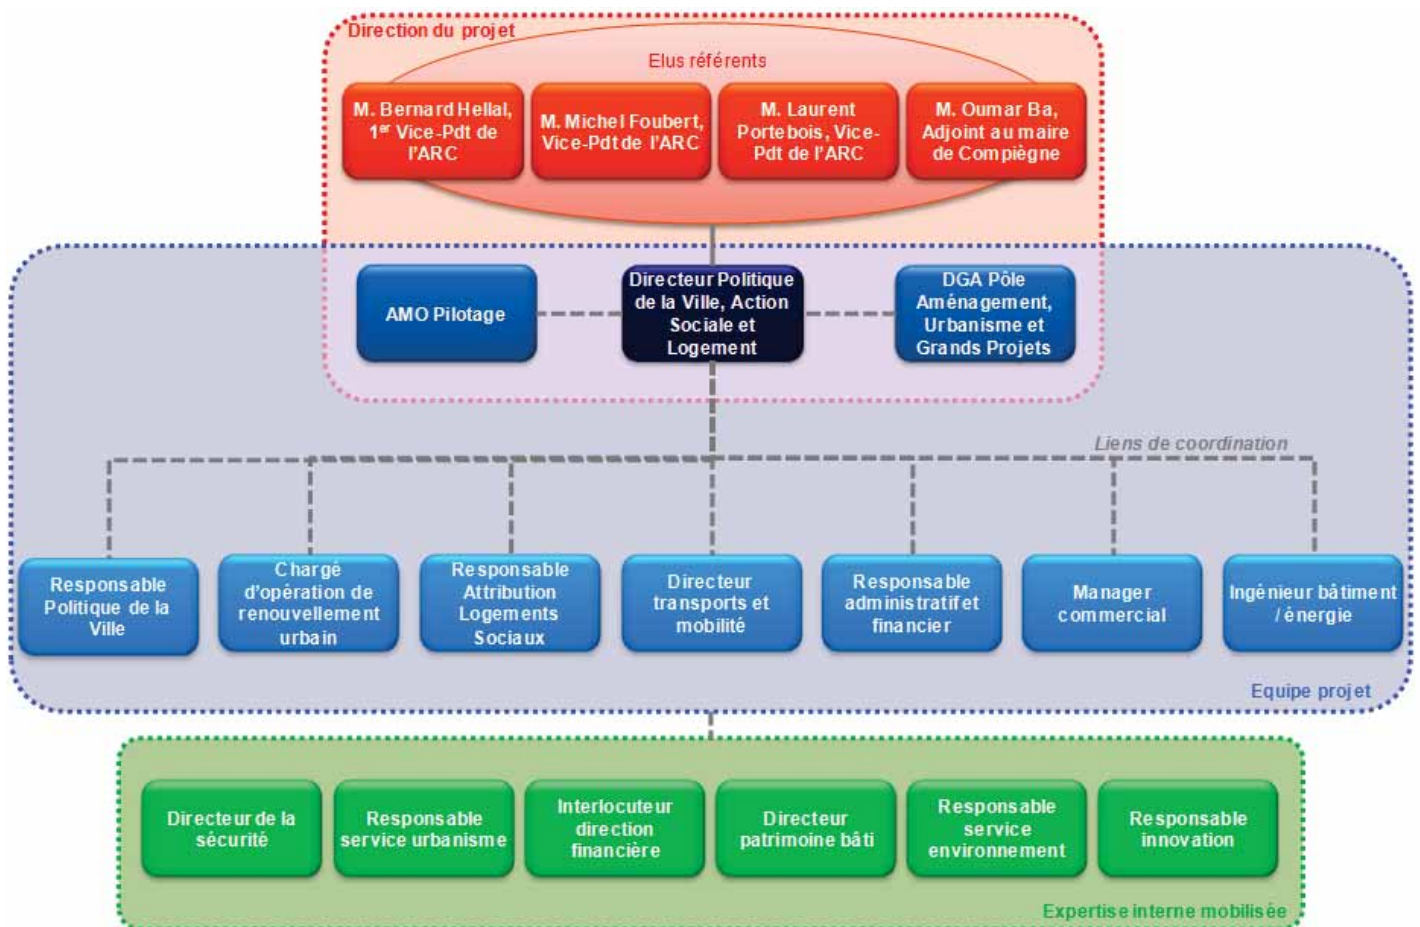 Direction du projet
Elus référents
M. Bernard Hellal,
1er Vice-Pdt de
l'ARC
M. Michel Foubert,
Vice-Pdt de l'ARC
M. Laurent
Portebois, Vice-
Pdt de l'ARC
M. Oumar Ba,
Adjoint au maire
de Compiègne
AMO Pilotage
Directeur Politique
de la Ville, Action
Sociale et
Logement
DGA Pôle
Aménagement,
Urbanisme et
Grands Projets
Liens de coordination
Responsable
Politique de la
Ville
Chargé
d'opération de
renouvellement
urbain
Responsable
Attribution
Logements
Sociaux
Directeur
transports et
mobilité
Responsable
administratif et
financier
Manager
commercial
Ingénieur bâtiment
/ énergie
Equipe projet
Directeur de la
sécurité
Responsable
service urbanisme
Interlocuteur
direction
financière
Directeur
patrimoine bâti
Responsable
service
environnement
Responsable
innovation
Expertise interne mobilisée